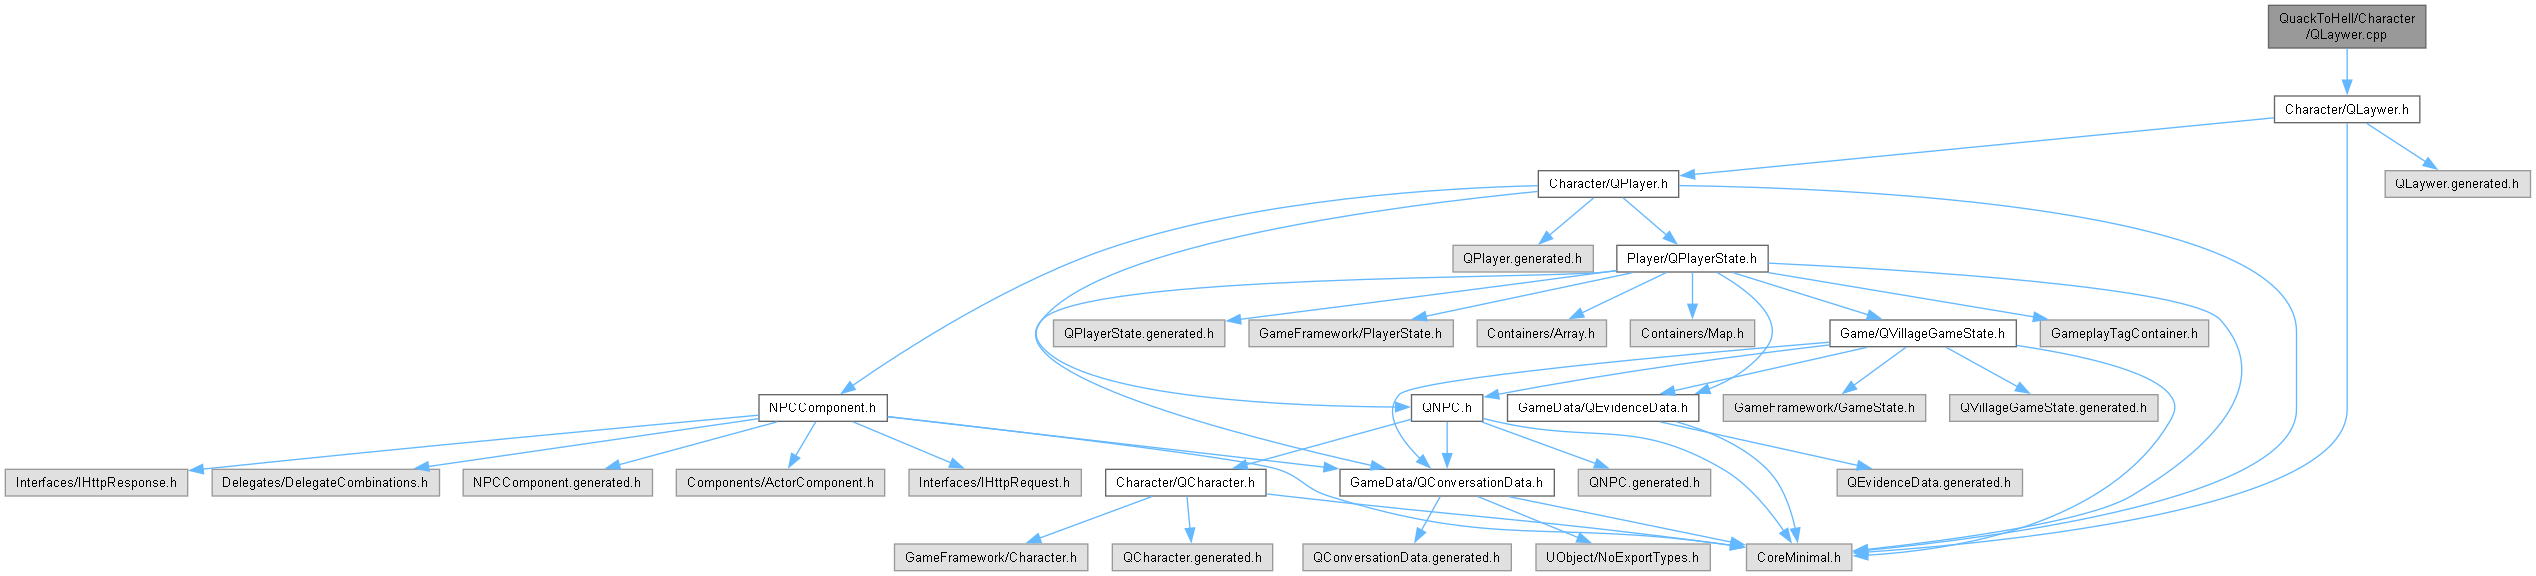 QuackToHell/Character
/QLaywer.cpp
Character/QLaywer.h
Character/QPlayer.h
QLaywer.generated.h
QPlayer.generated.h
Player/QPlayerState.h
QPlayerState.generated.h
GameFramework/PlayerState.h
Containers/Array.h
Containers/Map.h
Game/QVillageGameState.h
GameplayTagContainer.h
NPCComponent.h
QNPC.h
GameData/QEvidenceData.h
GameFramework/GameState.h
QVillageGameState.generated.h
Interfaces/IHttpResponse.h
Delegates/DelegateCombinations.h
NPCComponent.generated.h
Components/ActorComponent.h
Interfaces/IHttpRequest.h
Character/QCharacter.h
GameData/QConversationData.h
QNPC.generated.h
QEvidenceData.generated.h
GameFramework/Character.h
QCharacter.generated.h
QConversationData.generated.h
UObject/NoExportTypes.h
CoreMinimal.h